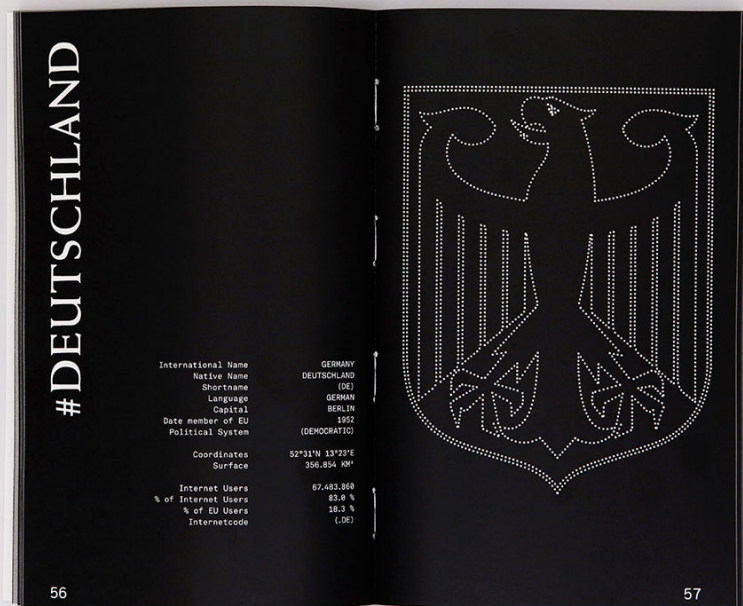 #DEUTSCHLAND
International Name GERMANY
Native Name DEUTSCHLAND
Shortname (DE)
Language GERMAN
Capital BERLIN
Date member of EU 1952
Political System (DEMOCRATIC)
Coordinates 52°31'N 13°23'E
Surface 356.854 KM²
Internet Users 67.483.860
% of Internet Users 83.0 %
% of EU Users 18.3 %
Internetcode (.DE)
56
57